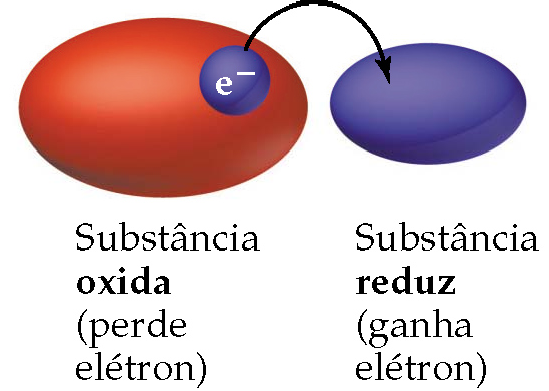 e⁻
Substância
oxida
(perde
elétron)
Substância
reduz
(ganha
elétron)